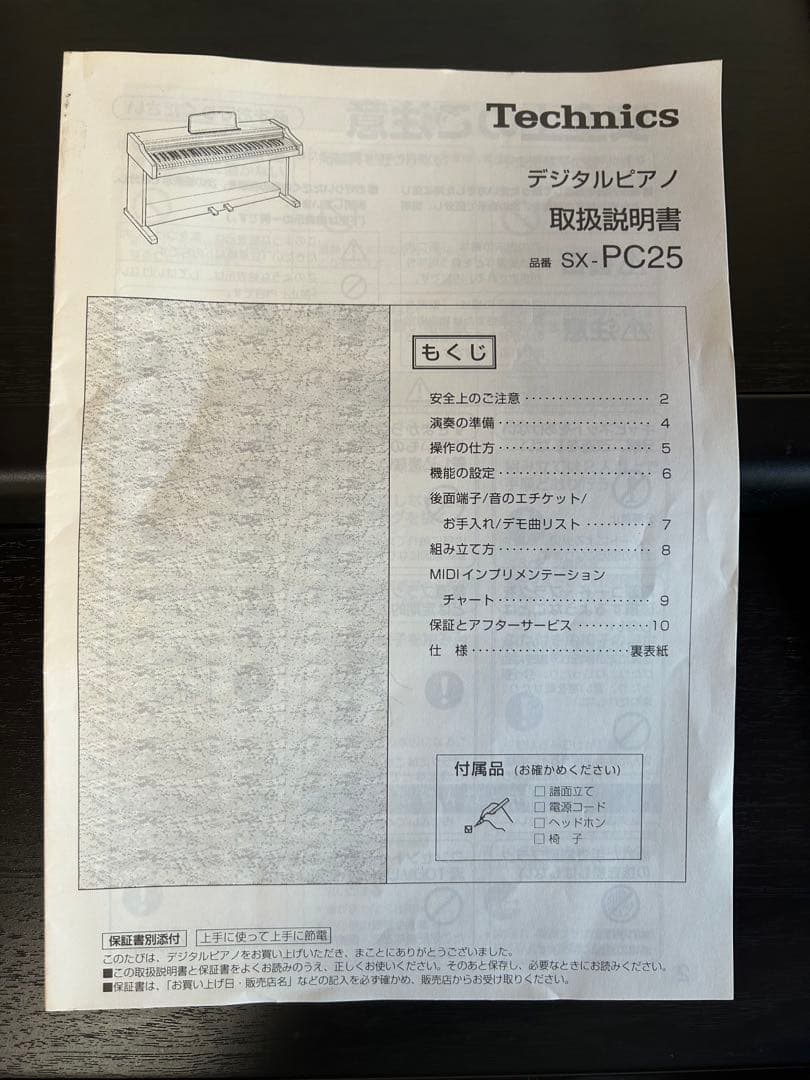 Technics
デジタルピアノ
取扱説明書
品番 SX-PC25
もくじ
安全上のご注意 ................... 2
演奏の準備 ....................... 4
操作の仕方 ....................... 5
機能の設定 ....................... 6
後面端子/音のエチケット/
お手入れ/デモ曲リスト .......... 7
組み立て方 ....................... 8
MIDIインプリメンテーション
チャート ....................... 9
保証とアフターサービス ...........10
仕 様 ........................裏表紙
付属品 (お確かめください)
□ 譜面立て
□ 電源コード
□ ヘッドホン
□ 椅 子
保証書別添付 上手に使って上手に節電
このたびは、デジタルピアノをお買い上げいただき、まことにありがとうございました。
■この取扱説明書と保証書をよくお読みのうえ、正しくお使いください。そのあと保存し、必要なときにお読みください。
■保証書は、「お買い上げ日・販売店名」などの記入を必ず確かめ、販売店からお受け取りください。